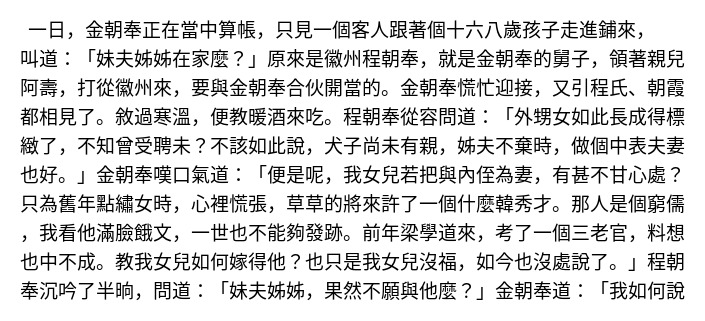 一日，金朝奉正在當中算帳，只見一個客人跟著個十六八歲孩子走進鋪來，
叫道：「妹夫姊姊在家麼？」原來是徽州程朝奉，就是金朝奉的舅子，領著親兒
阿壽，打從徽州來，要與金朝奉合伙開當的。金朝奉慌忙迎接，又引程氏、朝霞
都相見了。敘過寒溫，便教暖酒來吃。程朝奉從容問道：「外甥女如此長成得標
緻了，不知曾受聘未？不該如此說，犬子尚未有親，姊夫不棄時，做個中表夫妻
也好。」金朝奉嘆口氣道：「便是呢，我女兒若把與內侄為妻，有甚不甘心處？
只為舊年點繡女時，心裡慌張，草草的將來許了一個什麼韓秀才。那人是個窮儒
，我看他滿臉餓文，一世也不能夠發跡。前年梁學道來，考了一個三老官，料想
也中不成。教我女兒如何嫁得他？也只是我女兒沒福，如今也沒處說了。」程朝
奉沉吟了半晌，問道：「妹夫姊姊，果然不願與他麼？」金朝奉道：「我如何說